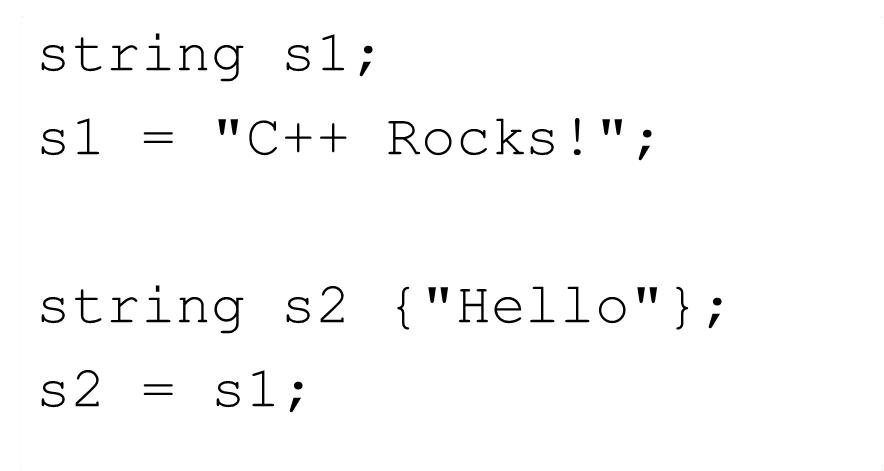 string s1;
s1 = "C++ Rocks!";
string s2 {"Hello"};
s2 = s1;